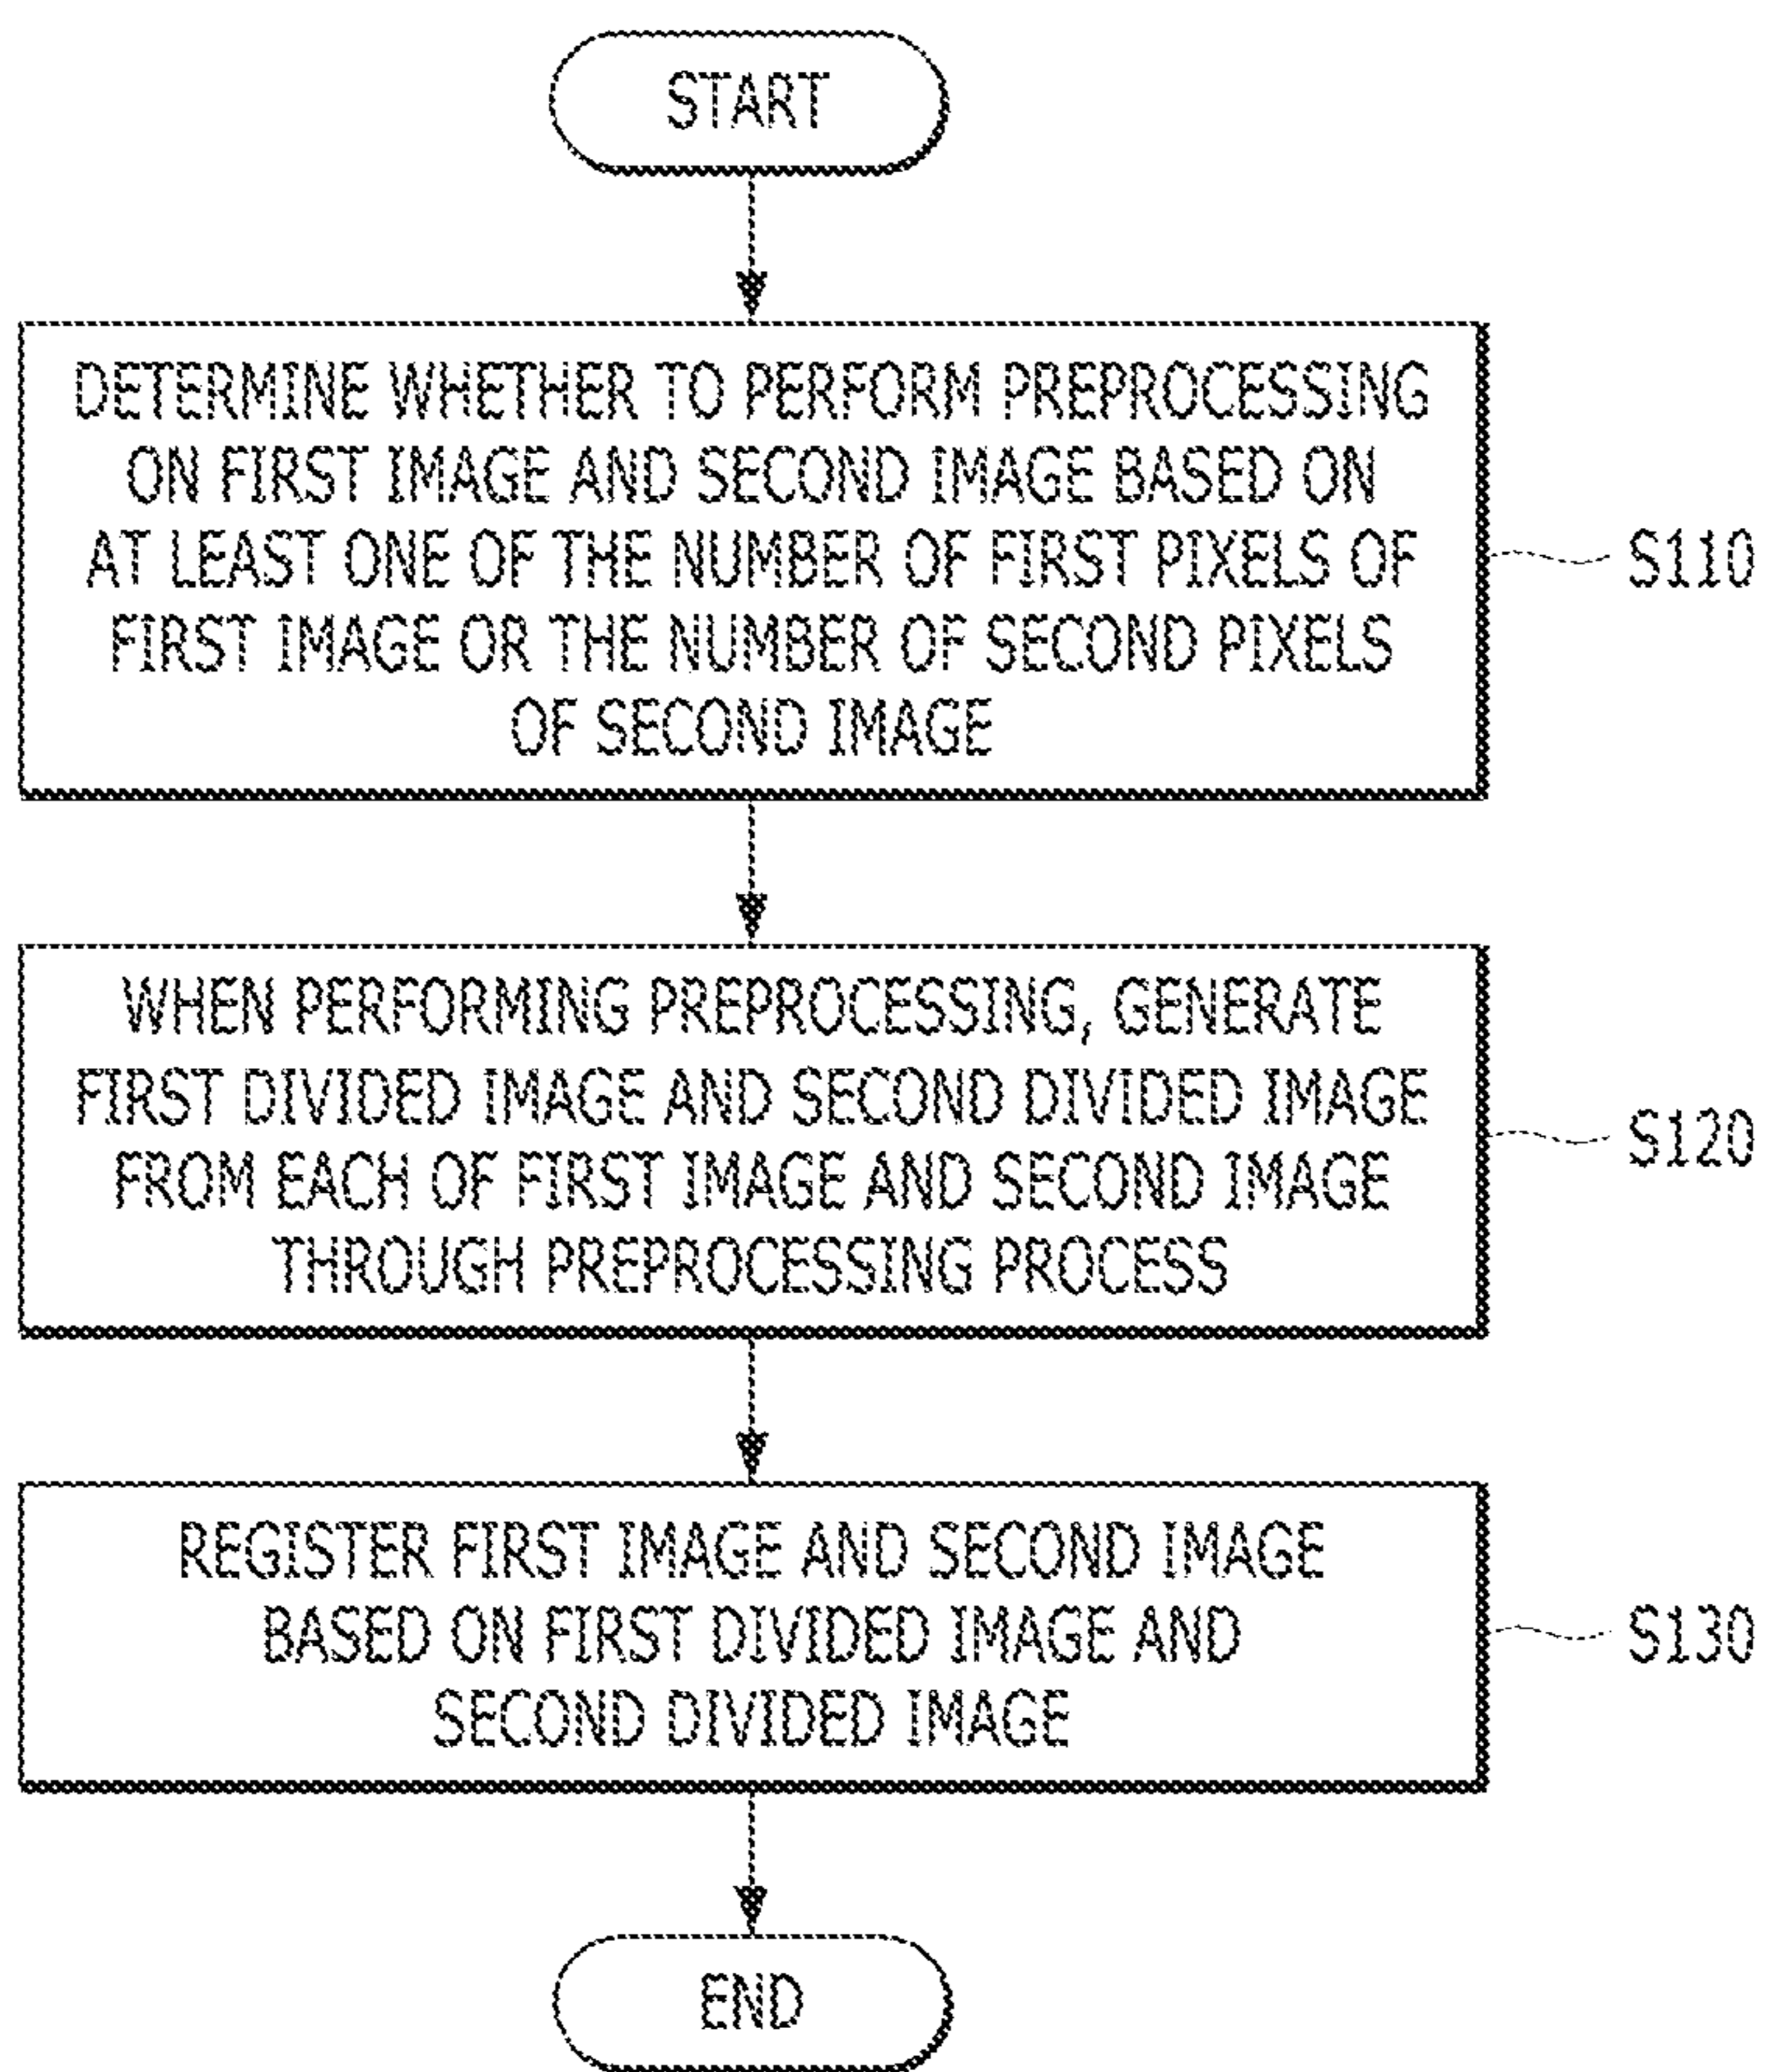 START
DETERMINE WHETHER TO PERFORM PREPROCESSING
ON FIRST IMAGE AND SECOND IMAGE BASED ON
AT LEAST ONE OF THE NUMBER OF FIRST PIXELS OF
FIRST IMAGE OR THE NUMBER OF SECOND PIXELS
OF SECOND IMAGE
S110
WHEN PERFORMING PREPROCESSING, GENERATE
FIRST DIVIDED IMAGE AND SECOND DIVIDED IMAGE
FROM EACH OF FIRST IMAGE AND SECOND IMAGE
THROUGH PREPROCESSING PROCESS
S120
REGISTER FIRST IMAGE AND SECOND IMAGE
BASED ON FIRST DIVIDED IMAGE AND
SECOND DIVIDED IMAGE
S130
END